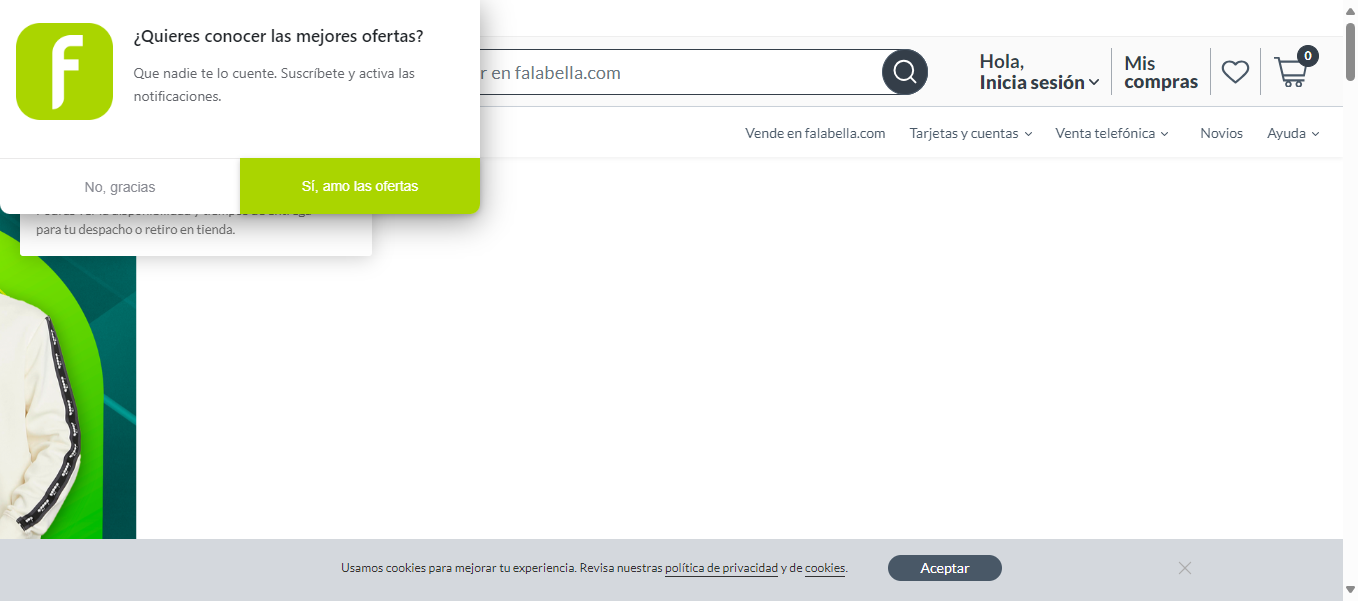 ¿Quieres conocer las mejores ofertas?
Que nadie te lo cuente. Suscríbete y activa las
notificaciones.
No, gracias
Sí, amo las ofertas
r en falabella.com
Hola,
Inicia sesión
Mis
compras
0
Vende en falabella.com
Tarjetas y cuentas
Venta telefónica
Novios
Ayuda
para tu despacho o retiro en tienda.
Usamos cookies para mejorar tu experiencia. Revisa nuestras política de privacidad y de cookies.
Aceptar